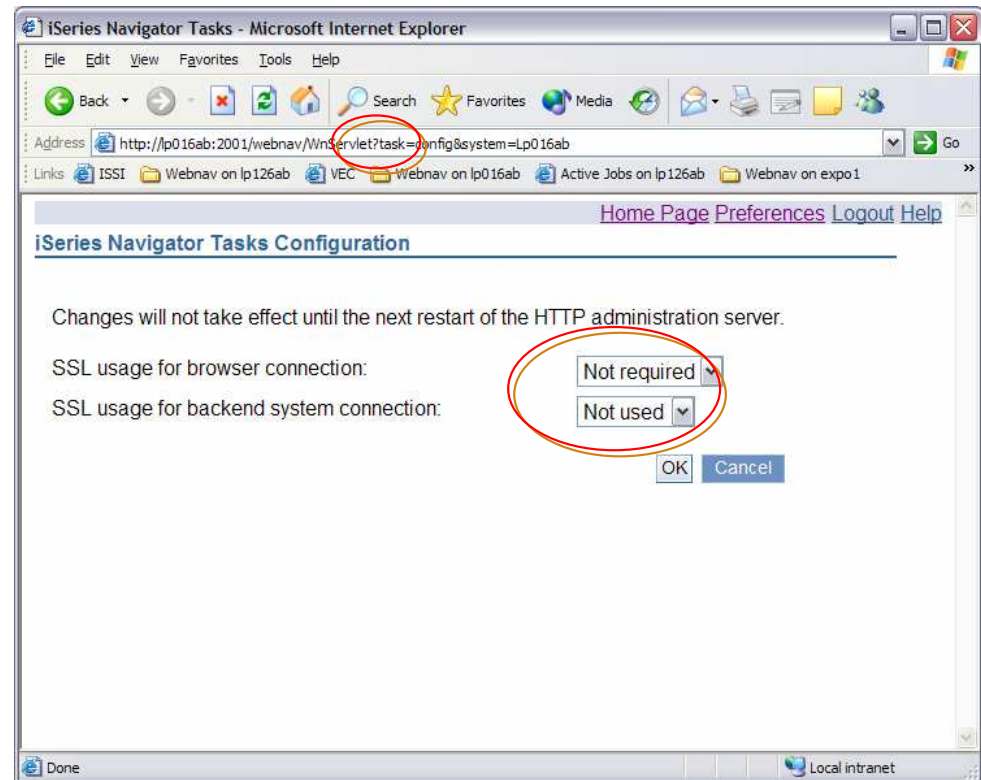 iSeries Navigator Tasks - Microsoft Internet Explorer
File Edit View Favorites Tools Help
Back Search Favorites Media
Address http://lp016ab:2001/webnav/WnServlet?task=config&system=Lp016ab Go
Links ISSI Webnav on lp126ab VEC Webnav on lp016ab Active Jobs on lp126ab Webnav on expo1 »
Home Page Preferences Logout Help
iSeries Navigator Tasks Configuration
Changes will not take effect until the next restart of the HTTP administration server.
SSL usage for browser connection: Not required
SSL usage for backend system connection: Not used
OK Cancel
Done Local intranet